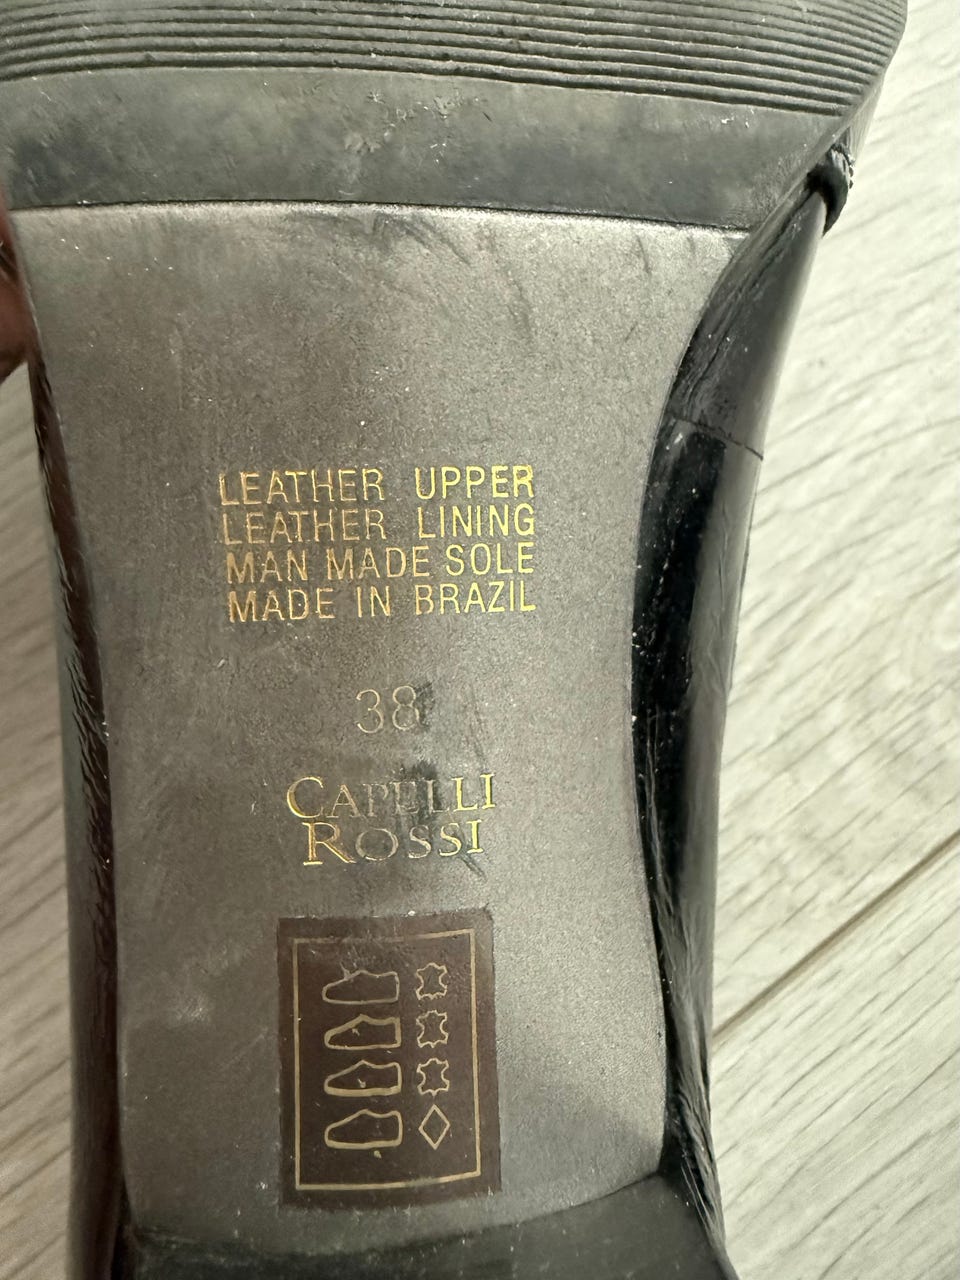 LEATHER UPPER
LEATHER LINING
MAN MADE SOLE
MADE IN BRAZIL
38
CAPELLI
ROSSI